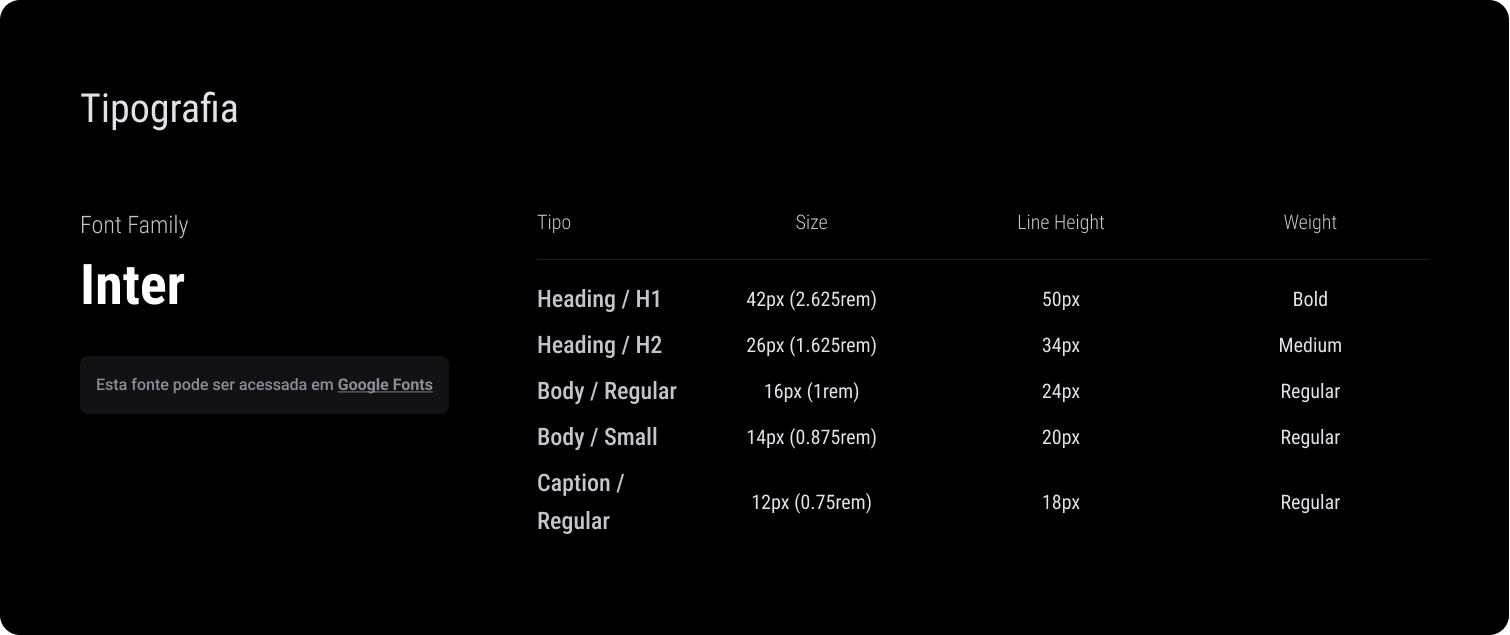 Tipografia
Font Family
Inter
Esta fonte pode ser acessada em Google Fonts
Tipo Size Line Height Weight
Heading / H1 42px (2.625rem) 50px Bold
Heading / H2 26px (1.625rem) 34px Medium
Body / Regular 16px (1rem) 24px Regular
Body / Small 14px (0.875rem) 20px Regular
Caption /
Regular 12px (0.75rem) 18px Regular